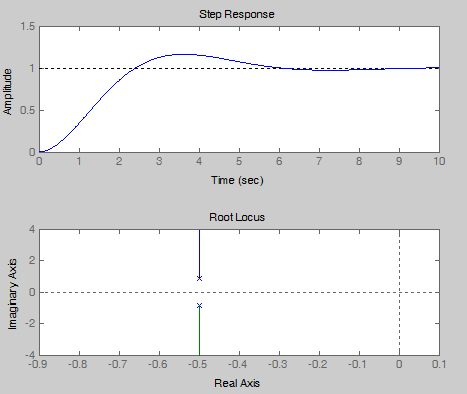 Step Response
1.5
1
0.5
0
Amplitude
0 1 2 3 4 5 6 7 8 9 10
Time (sec)
Root Locus
4
2
0
-2
-4
Imaginary Axis
-0.9 -0.8 -0.7 -0.6 -0.5 -0.4 -0.3 -0.2 -0.1 0 0.1
Real Axis